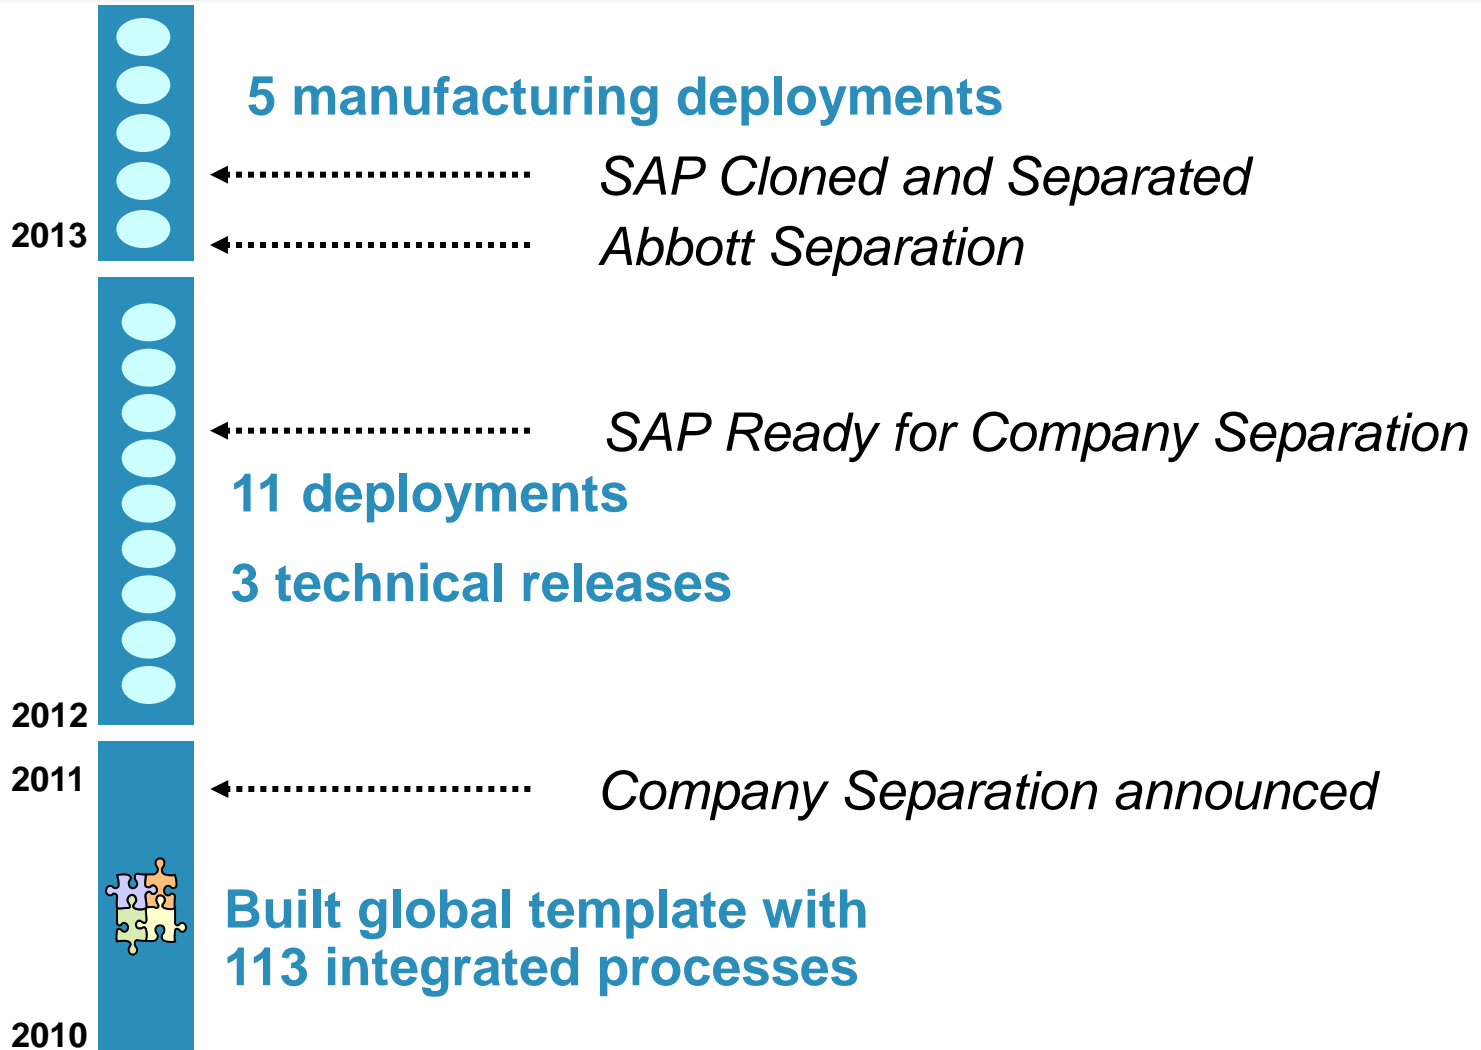 5 manufacturing deployments
SAP Cloned and Separated
2013
Abbott Separation
SAP Ready for Company Separation
11 deployments
3 technical releases
2012
2011
Company Separation announced
Built global template with
113 integrated processes
2010